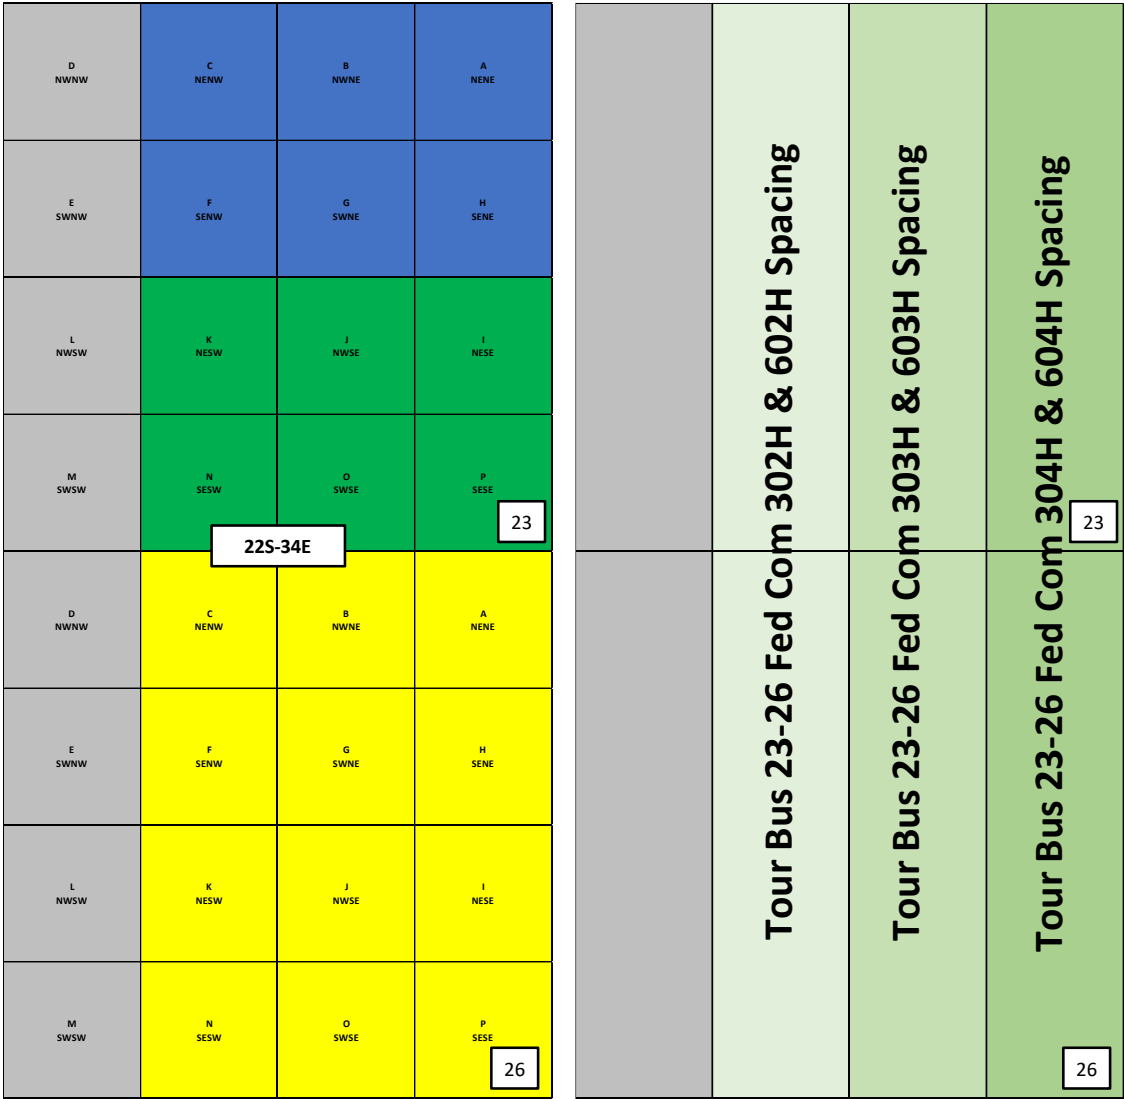 D
NWNW
C
NENW
B
NWNE
A
NENE
E
SWNW
F
SENW
G
SWNE
H
SENE
L
NWSW
K
NESW
J
NWSE
I
NESE
M
SWSW
N
SESW
O
SWSE
P
SESE
23
22S-34E
D
NWNW
C
NENW
B
NWNE
A
NENE
E
SWNW
F
SENW
G
SWNE
H
SENE
L
NWSW
K
NESW
J
NWSE
I
NESE
M
SWSW
N
SESW
O
SWSE
P
SESE
26
Tour Bus 23-26 Fed Com 302H & 602H Spacing
Tour Bus 23-26 Fed Com 303H & 603H Spacing
Tour Bus 23-26 Fed Com 304H & 604H Spacing
23
26